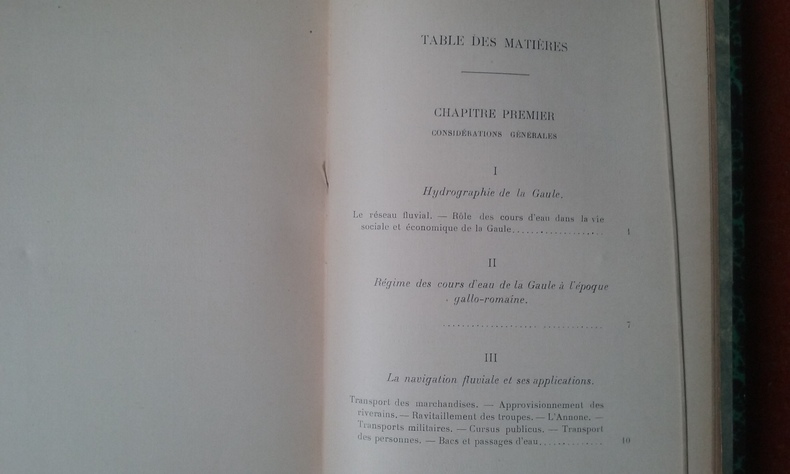 TABLE DES MATIÈRES
CHAPITRE PREMIER
CONSIDÉRATIONS GÉNÉRALES
I
Hydrographie de la Gaule.
Le réseau fluvial. — Rôle des cours d'eau dans la vie
sociale et économique de la Gaule.................... 1
II
Régime des cours d'eau de la Gaule à l'époque
gallo-romaine.
.................................... 7
III
La navigation fluviale et ses applications.
Transport des marchandises. — Approvisionnement des
riverains. — Ravitaillement des troupes. — L'Annone. —
Transports militaires. — Cursus publicus. — Transport
des personnes. — Bacs et passages d'eau.............. 10